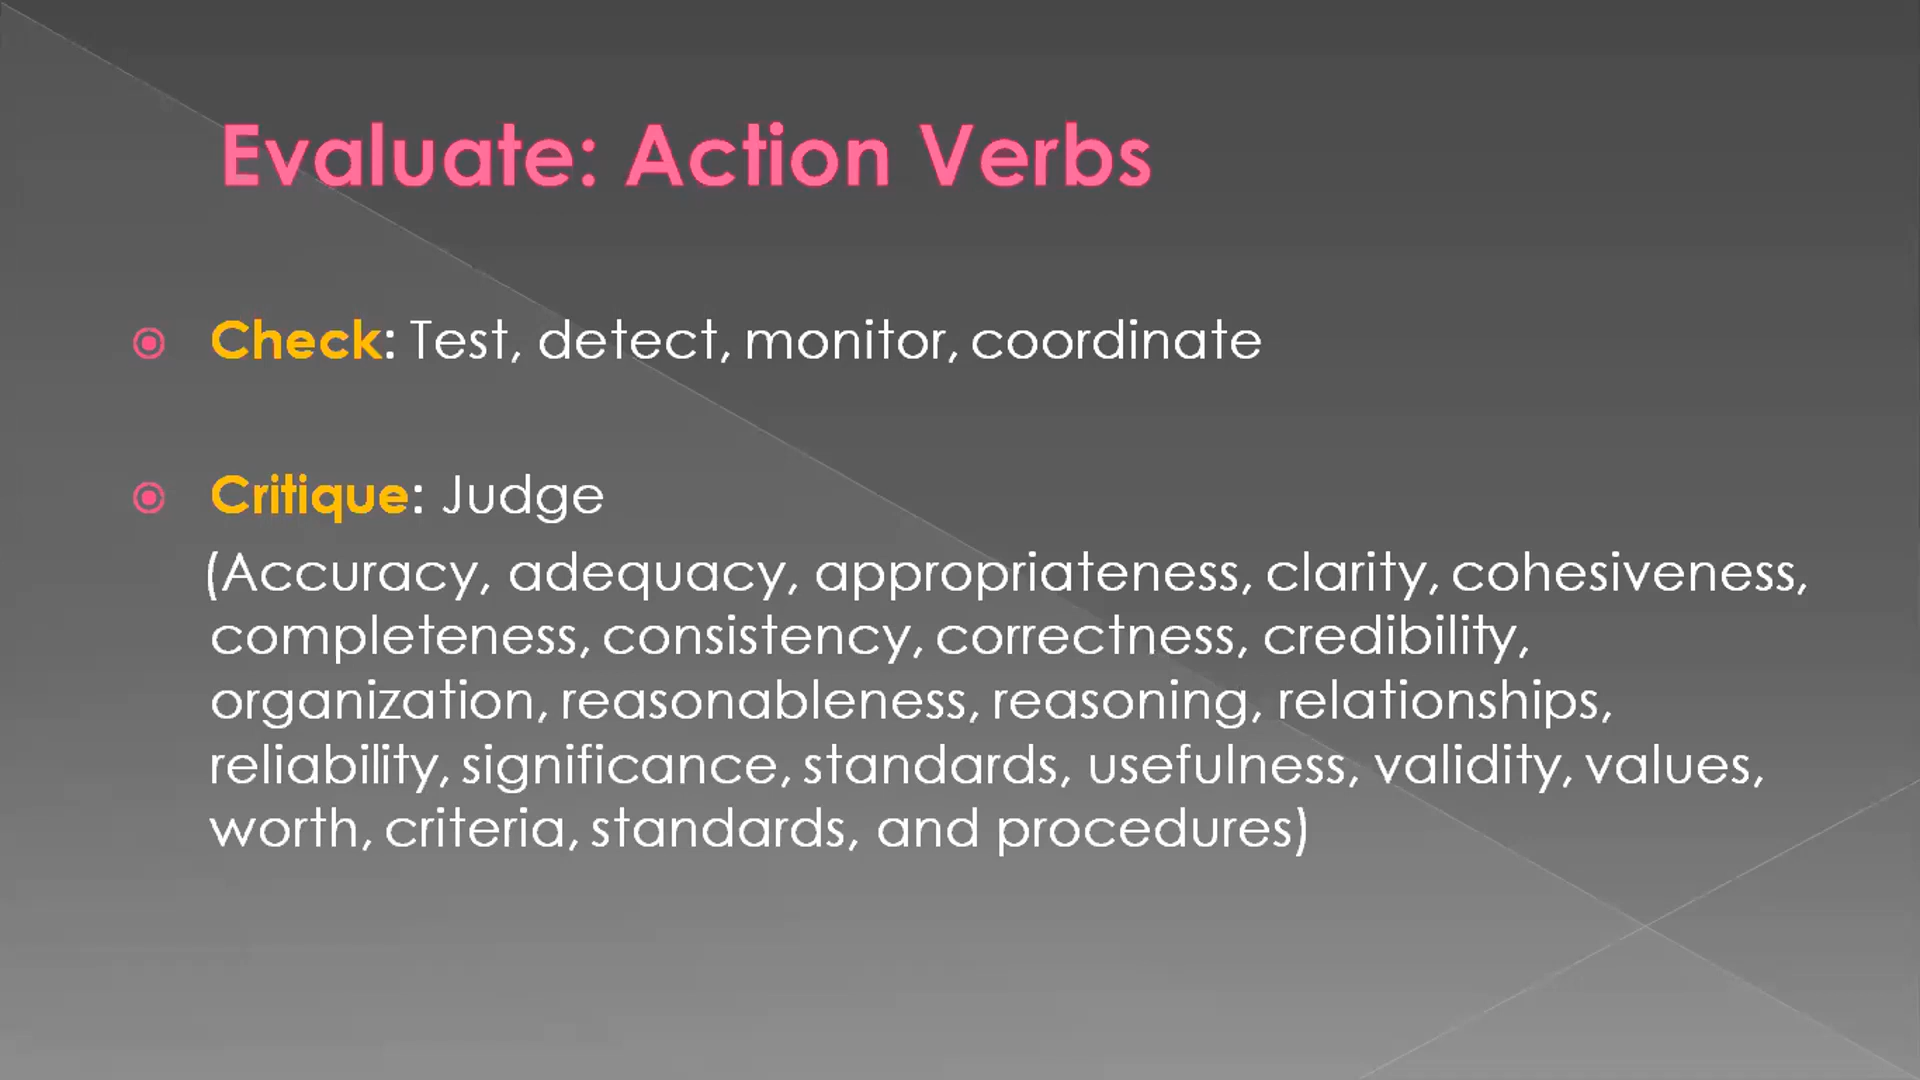 Evaluate: Action Verbs
Check: Test, detect, monitor, coordinate
Critique: Judge
(Accuracy, adequacy, appropriateness, clarity, cohesiveness,
completeness, consistency, correctness, credibility,
organization, reasonableness, reasoning, relationships,
reliability, significance, standards, usefulness, validity, values,
worth, criteria, standards, and procedures)